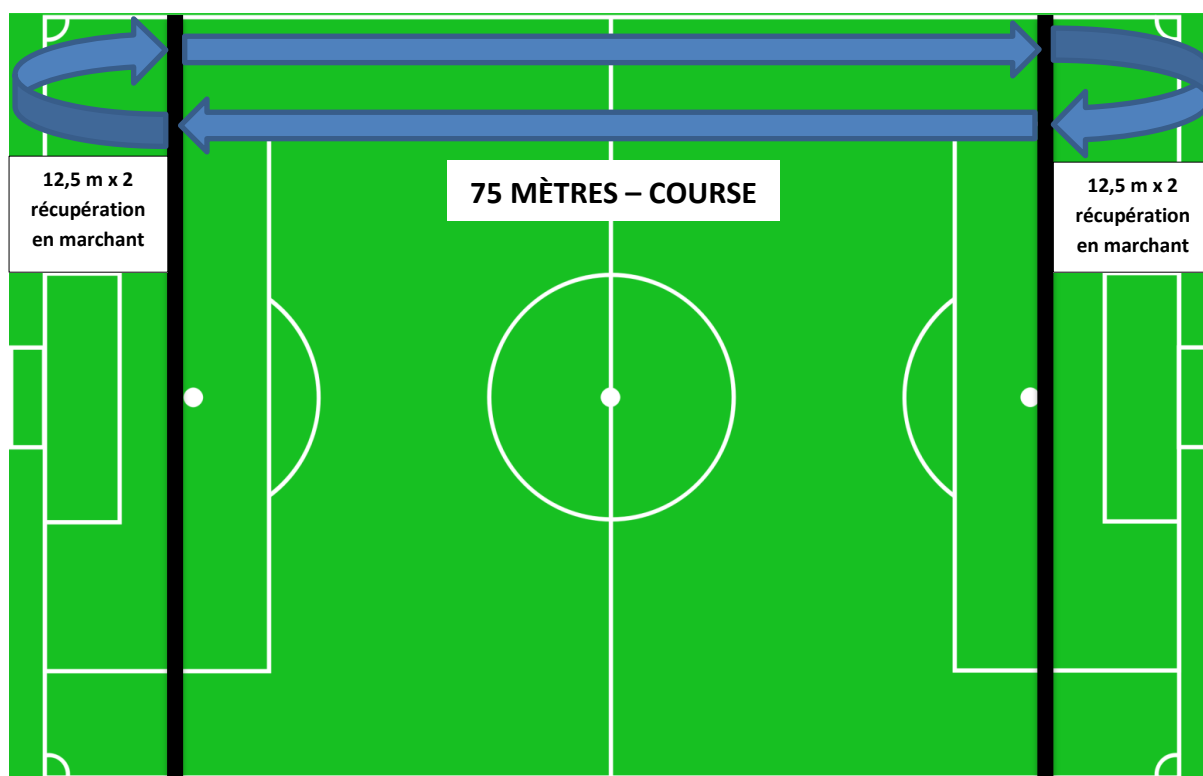 12,5 m x 2
récupération
en marchant
75 MÈTRES – COURSE
12,5 m x 2
récupération
en marchant